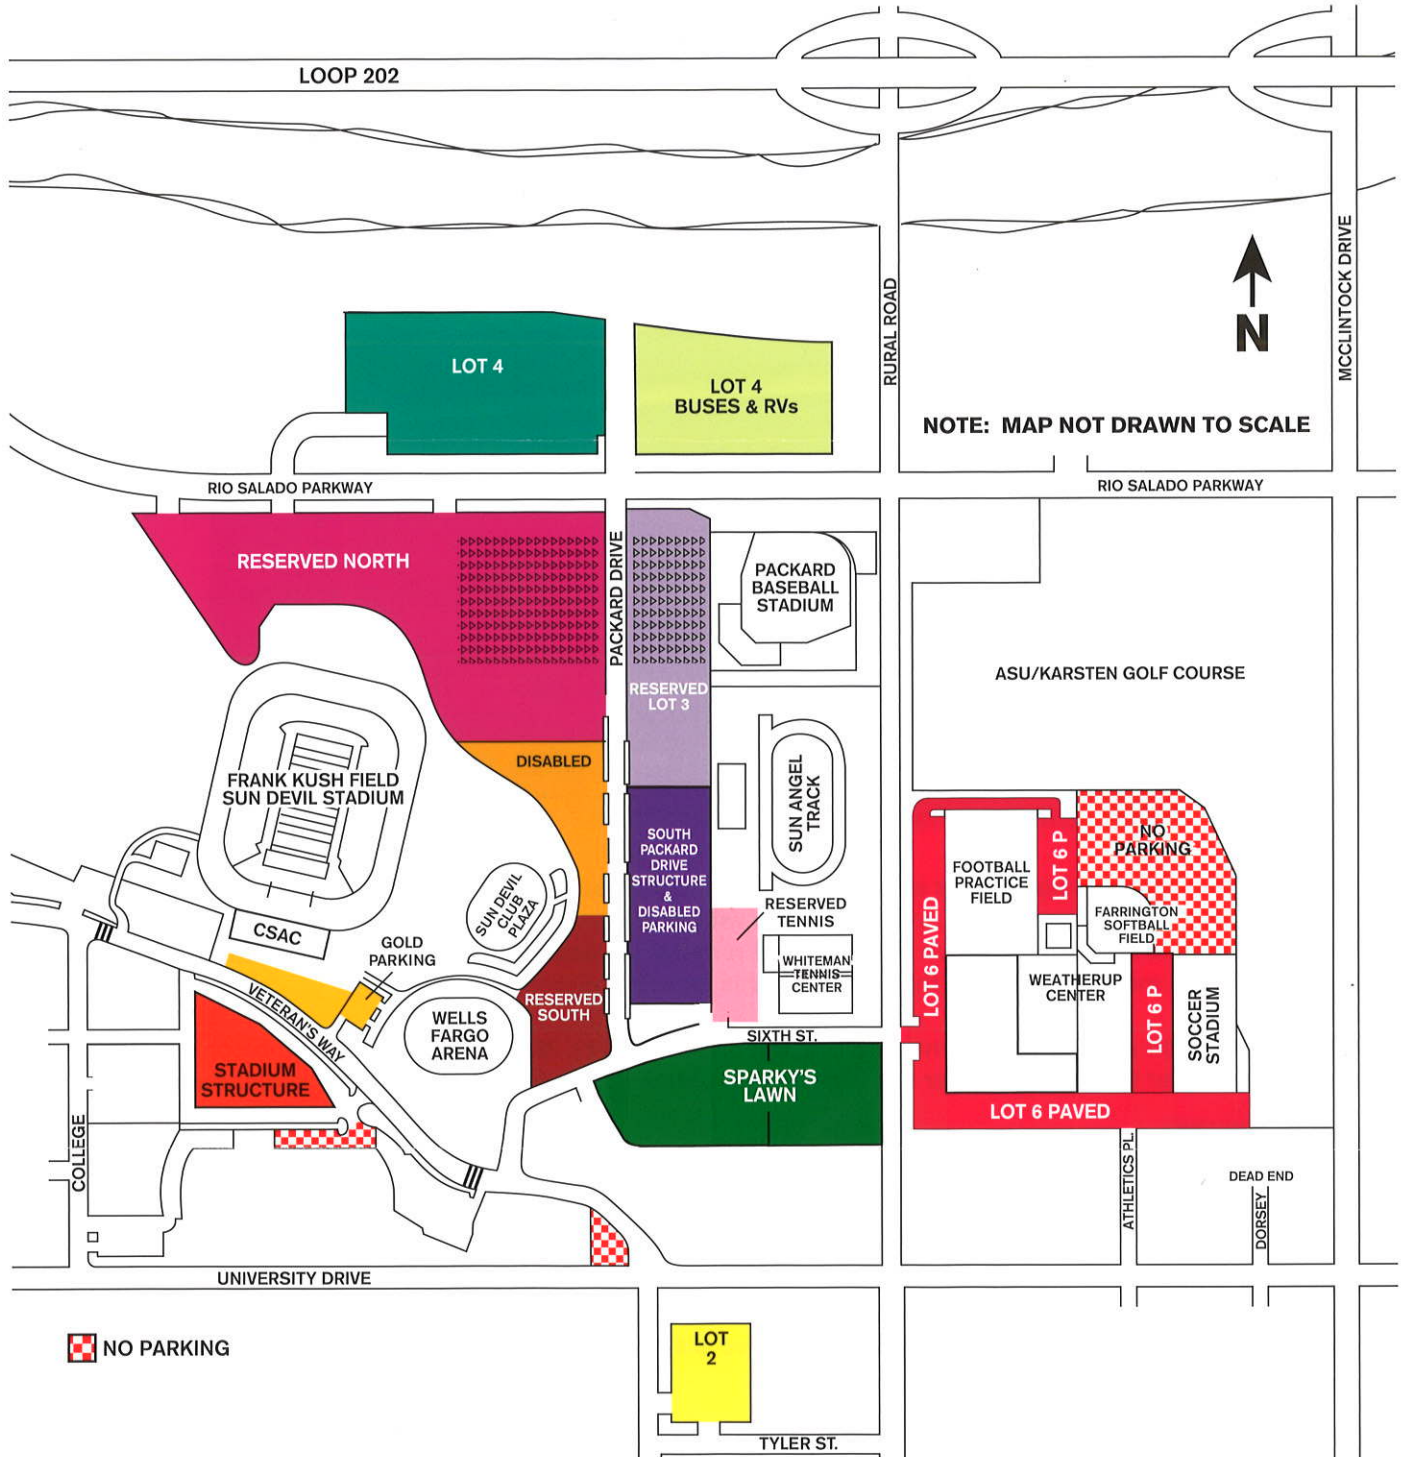 LOOP 202
RURAL ROAD
MCCLINTOCK DRIVE
N
LOT 4
LOT 4
BUSES & RVs
NOTE: MAP NOT DRAWN TO SCALE
RIO SALADO PARKWAY
RIO SALADO PARKWAY
RESERVED NORTH
PACKARD DRIVE
PACKARD
BASEBALL
STADIUM
RESERVED
LOT 3
ASU/KARSTEN GOLF COURSE
DISABLED
FRANK KUSH FIELD
SUN DEVIL STADIUM
SUN ANGEL
TRACK
SOUTH
PACKARD
DRIVE
STRUCTURE
&
DISABLED
PARKING
NO
PARKING
LOT 6 P
FOOTBALL
PRACTICE
FIELD
SUN DEVIL
CLUB
PLAZA
RESERVED
TENNIS
FARRINGTON
SOFTBALL
FIELD
CSAC
GOLD
PARKING
LOT 6 PAVED
WHITEMAN
TENNIS
CENTER
WEATHERUP
CENTER
VETERAN'S WAY
RESERVED
SOUTH
WELLS
FARGO
ARENA
LOT 6 P
SOCCER
STADIUM
SIXTH ST.
STADIUM
STRUCTURE
SPARKY'S
LAWN
LOT 6 PAVED
COLLEGE
ATHLETICS PL.
DEAD END
DORSEY
UNIVERSITY DRIVE
NO PARKING
LOT
2
TYLER ST.